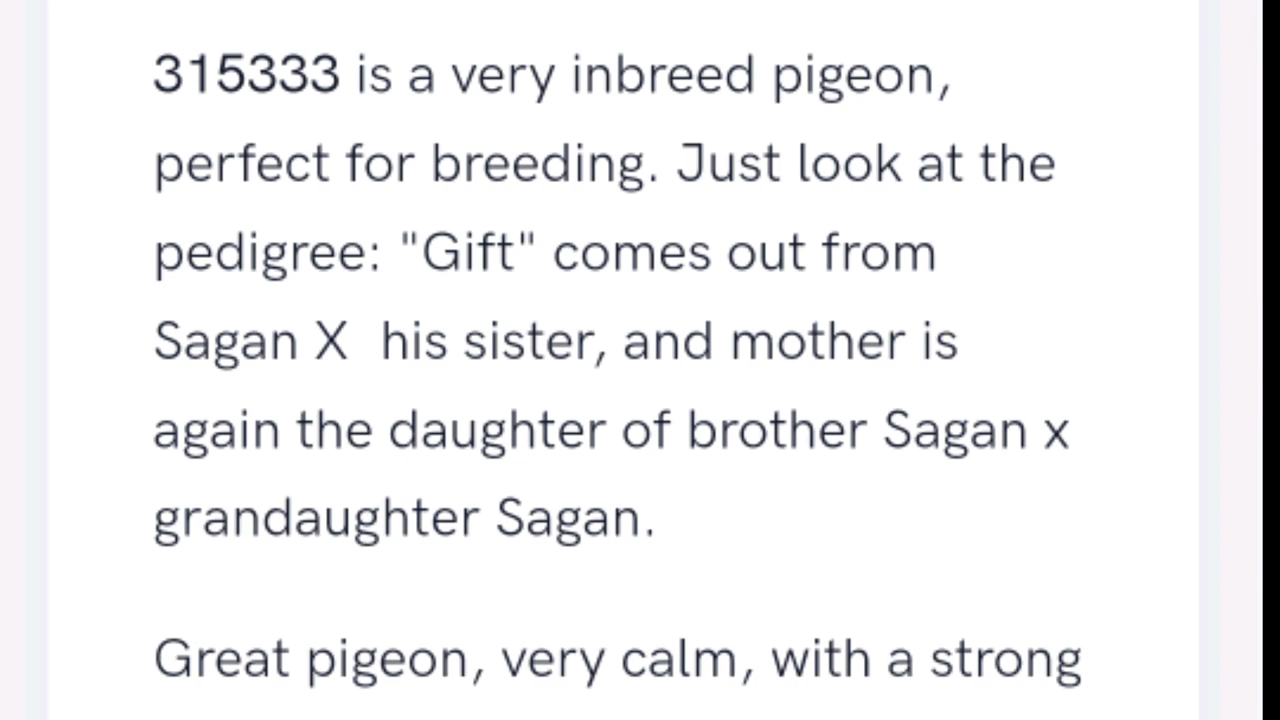 315333 is a very inbreed pigeon,
perfect for breeding. Just look at the
pedigree: "Gift" comes out from
Sagan X  his sister, and mother is
again the daughter of brother Sagan x
grandaughter Sagan.
Great pigeon, very calm, with a strong